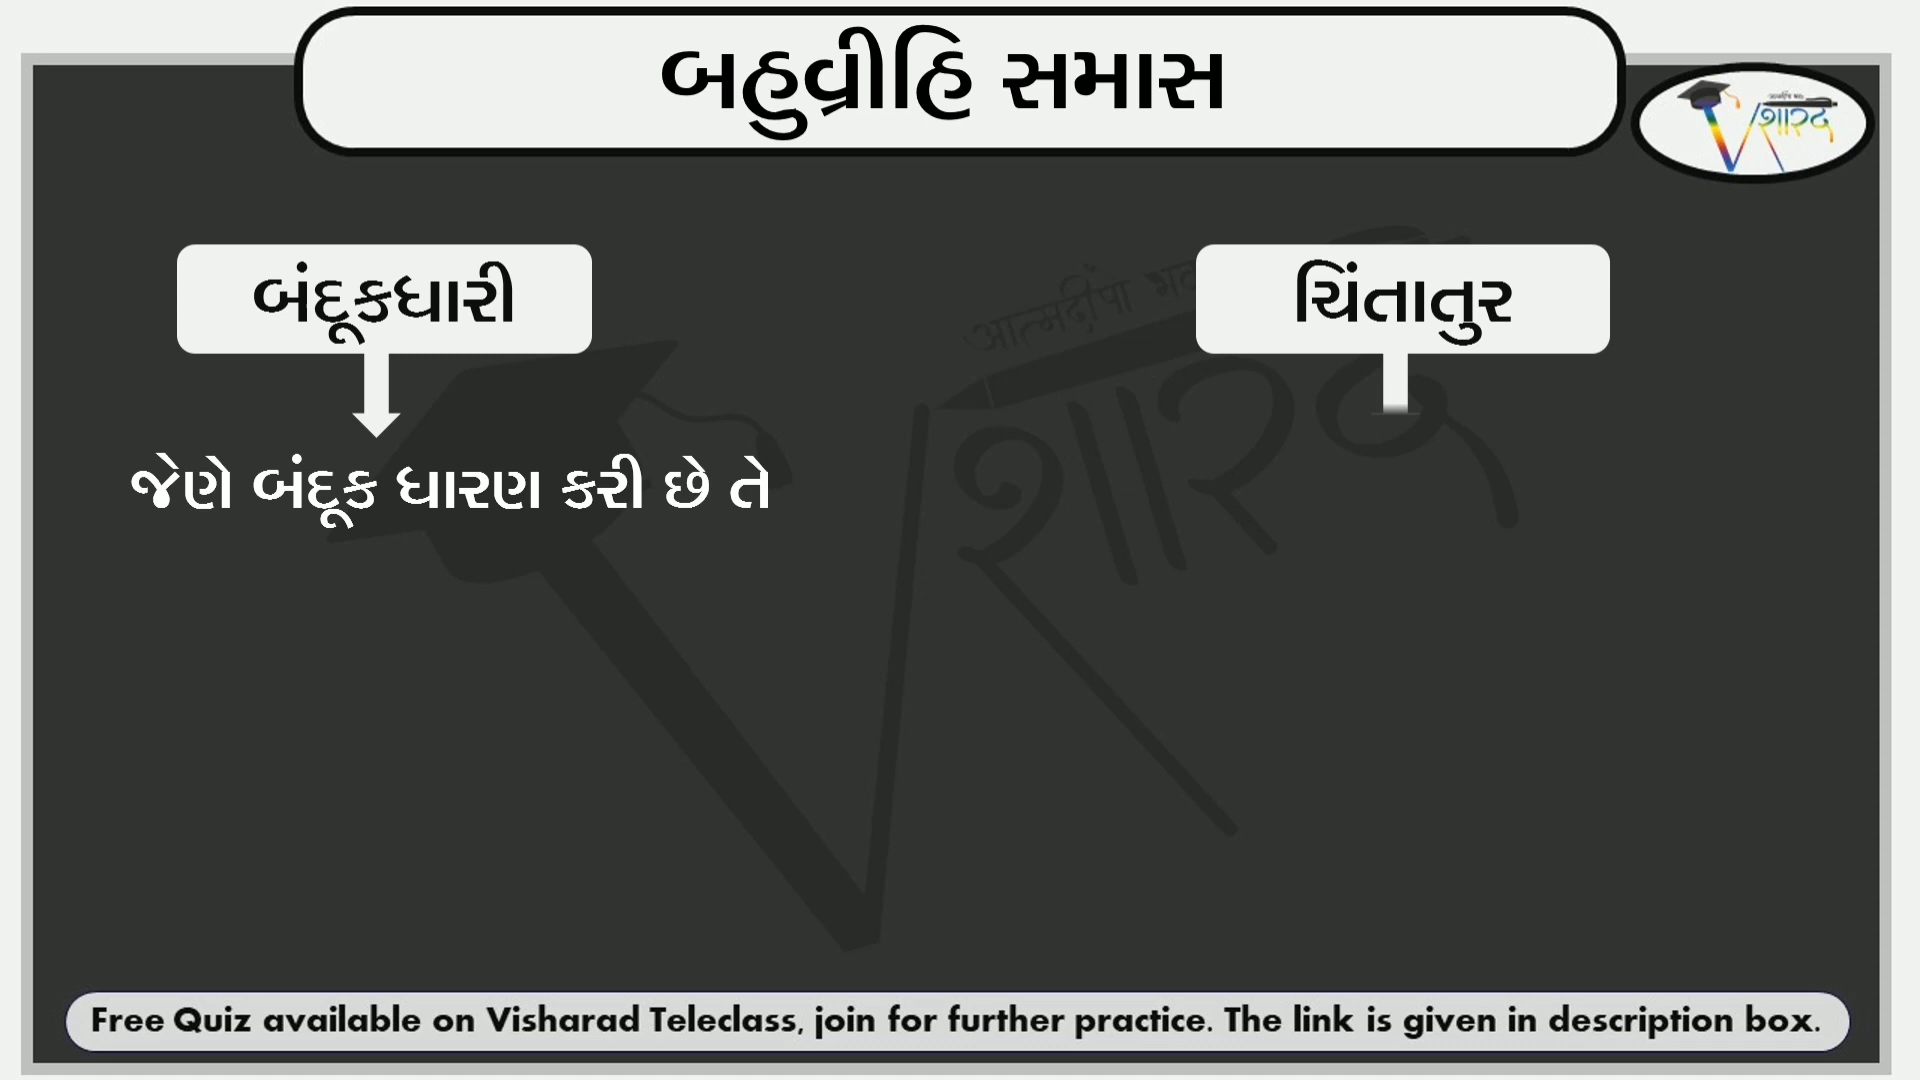 બહુવ્રીહિ સમાસ
શારદ
બંદૂકધારી
ચિંતાતુર
જેણે બંદૂક ધારણ કરી છે તે
Free Quiz available on Visharad Teleclass, join for further practice. The link is given in description box.